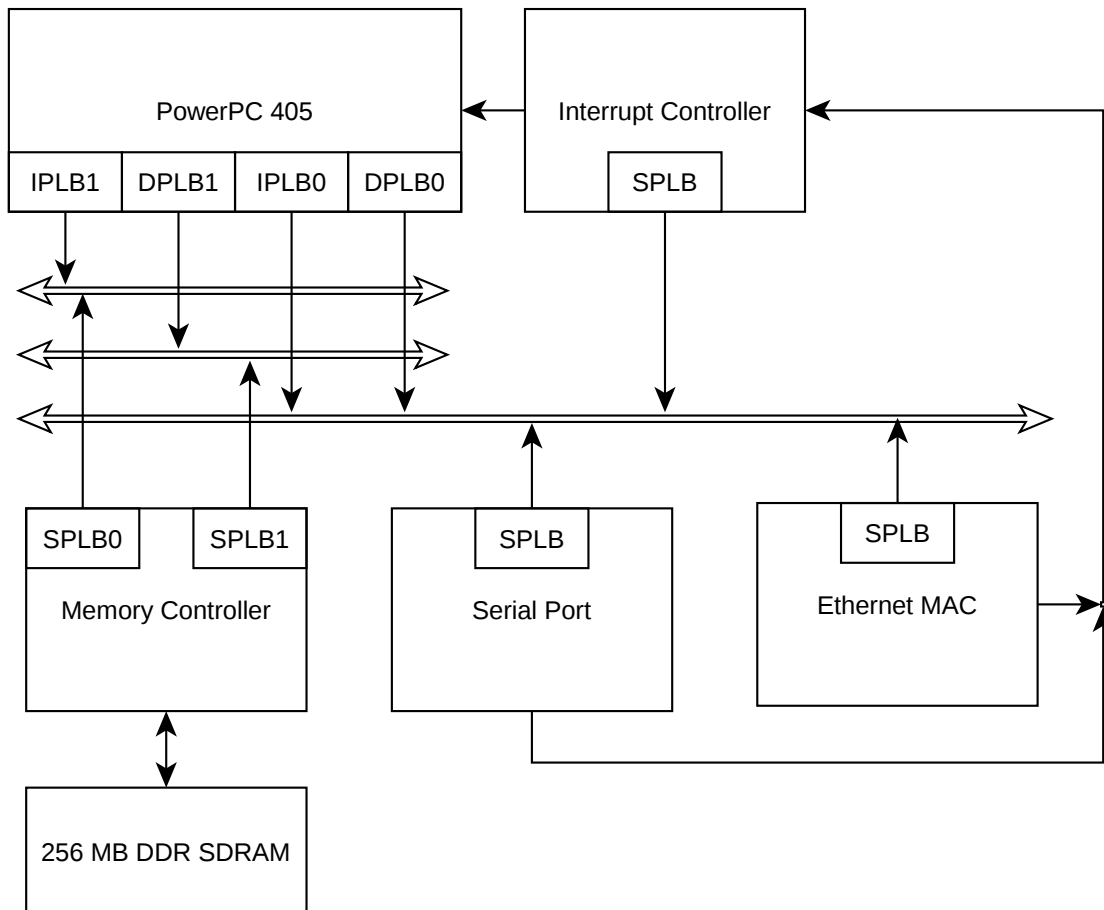 PowerPC 405
Interrupt Controller
IPLB1
DPLB1
IPLB0
DPLB0
SPLB
SPLB0
SPLB1
SPLB
SPLB
Memory Controller
Serial Port
Ethernet MAC
256 MB DDR SDRAM